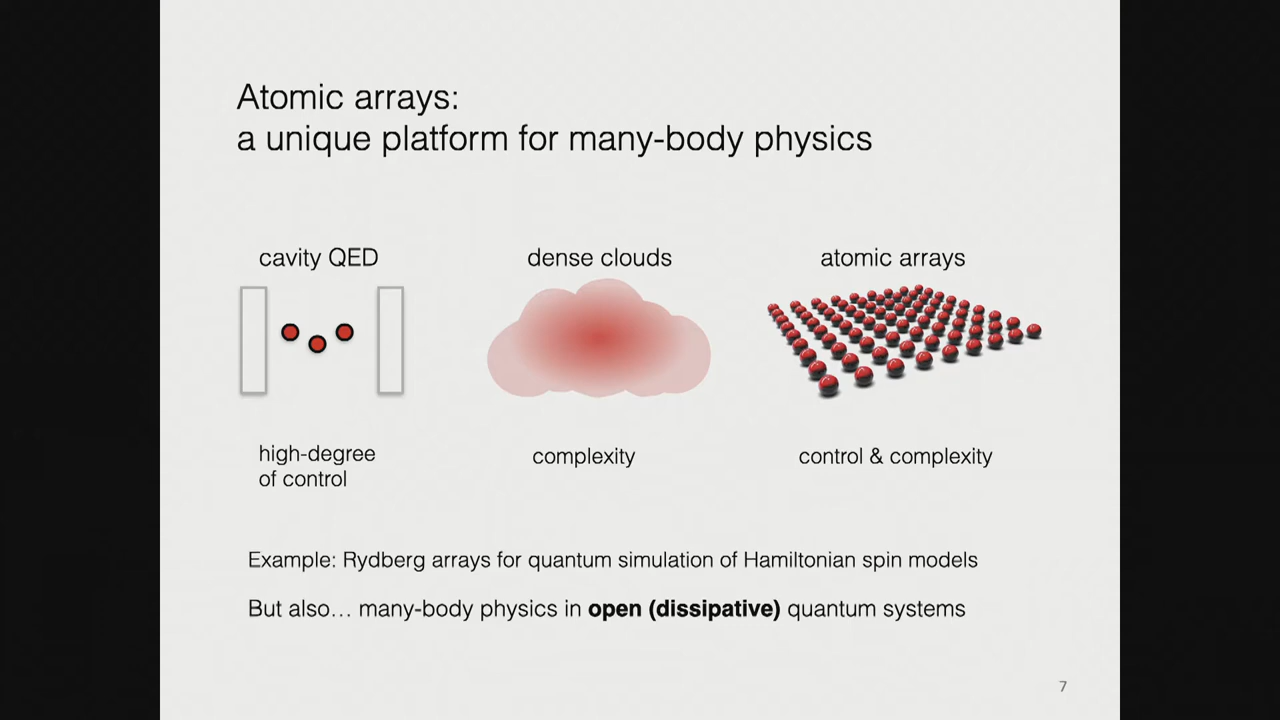 Atomic arrays:
a unique platform for many-body physics
cavity QED
dense clouds
atomic arrays
high-degree
of control
complexity
control & complexity
Example: Rydberg arrays for quantum simulation of Hamiltonian spin models
But also… many-body physics in open (dissipative) quantum systems
7